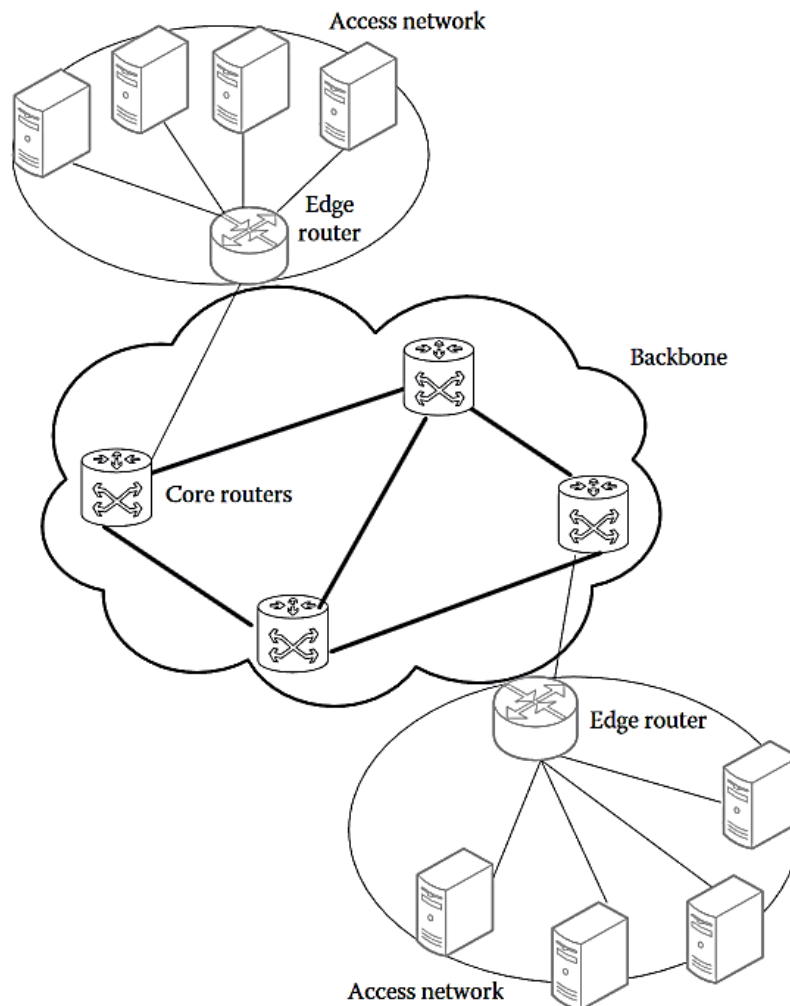 Access network
Edge
router
Backbone
Core routers
Edge router
Access network